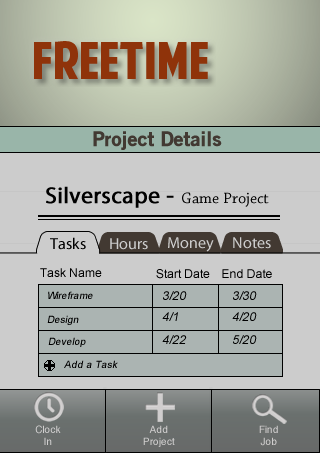 FREETIME
Project Details
Silverscape - Game Project
Tasks Hours Money Notes
Task Name Start Date End Date
Wireframe 3/20 3/30
Design 4/1 4/20
Develop 4/22 5/20
Add a Task
Clock In
Add Project
Find Job